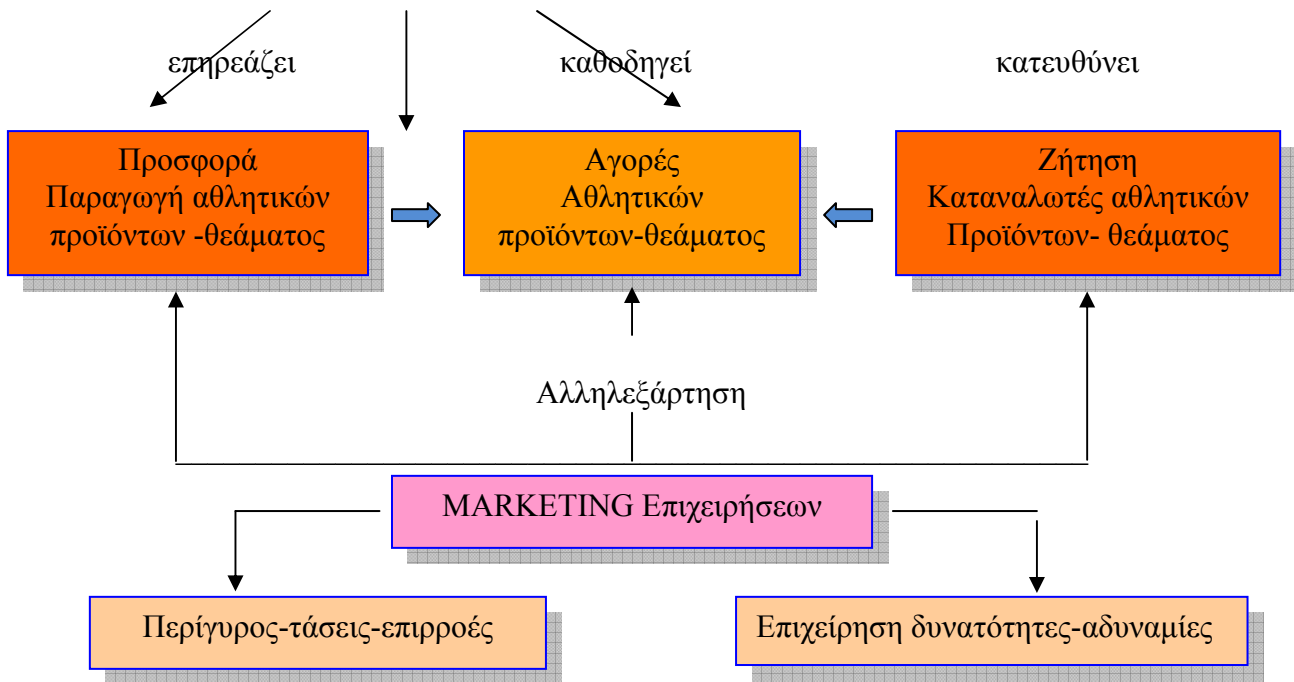 επηρεάζει
καθοδηγεί
κατευθύνει
Προσφορά
Παραγωγή αθλητικών
προϊόντων -θεάματος
Αγορές
Αθλητικών
προϊόντων-θεάματος
Ζήτηση
Καταναλωτές αθλητικών
Προϊόντων- θεάματος
Αλληλεξάρτηση
MARKETING Επιχειρήσεων
Περίγυρος-τάσεις-επιρροές
Επιχείρηση δυνατότητες-αδυναμίες